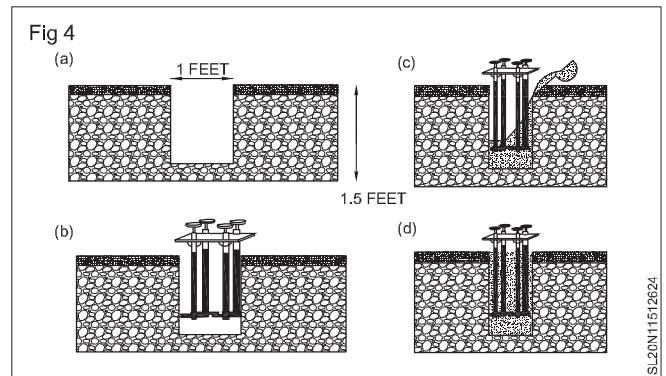 Fig 4
(a)
1 FEET
1.5 FEET
(b)
(c)
(d)
SL20N11512624